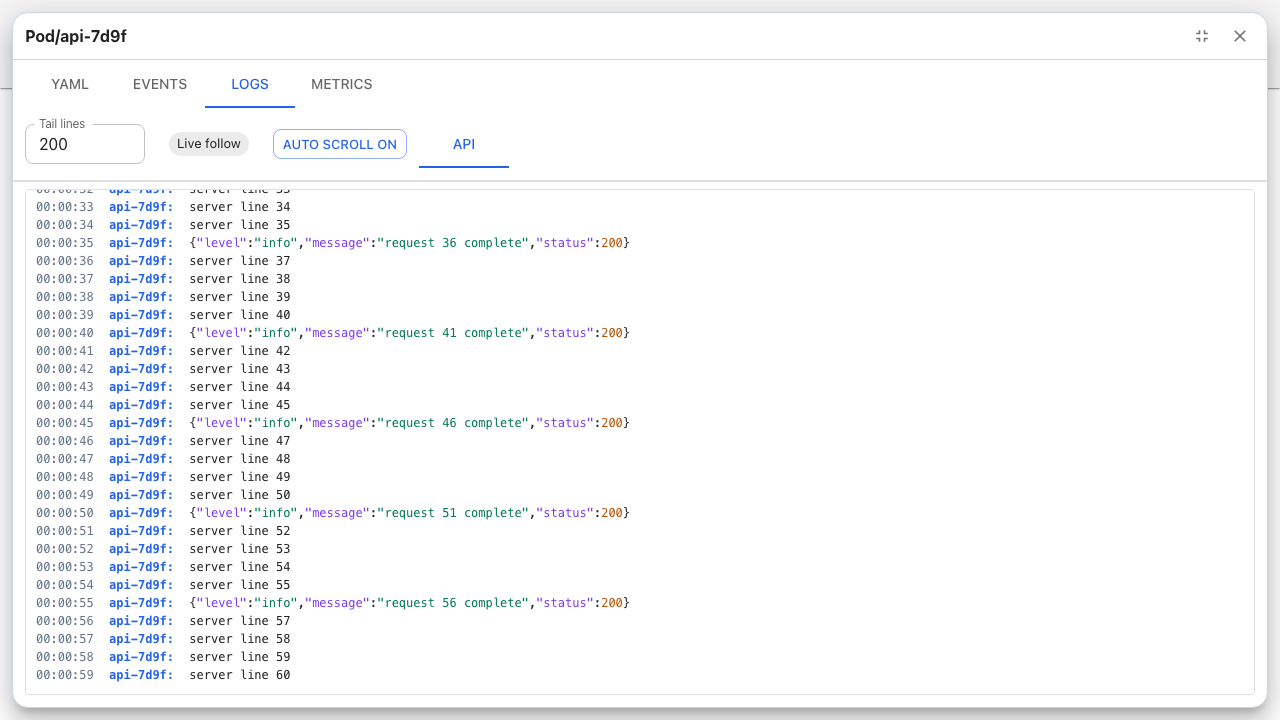 Pod/api-7d9f
YAML EVENTS LOGS METRICS
Tail lines
200
Live follow
AUTO SCROLL ON
API
00:00:32 api-7d9f: server line 33
00:00:33 api-7d9f: server line 34
00:00:34 api-7d9f: server line 35
00:00:35 api-7d9f: {"level":"info","message":"request 36 complete","status":200}
00:00:36 api-7d9f: server line 37
00:00:37 api-7d9f: server line 38
00:00:38 api-7d9f: server line 39
00:00:39 api-7d9f: server line 40
00:00:40 api-7d9f: {"level":"info","message":"request 41 complete","status":200}
00:00:41 api-7d9f: server line 42
00:00:42 api-7d9f: server line 43
00:00:43 api-7d9f: server line 44
00:00:44 api-7d9f: server line 45
00:00:45 api-7d9f: {"level":"info","message":"request 46 complete","status":200}
00:00:46 api-7d9f: server line 47
00:00:47 api-7d9f: server line 48
00:00:48 api-7d9f: server line 49
00:00:49 api-7d9f: server line 50
00:00:50 api-7d9f: {"level":"info","message":"request 51 complete","status":200}
00:00:51 api-7d9f: server line 52
00:00:52 api-7d9f: server line 53
00:00:53 api-7d9f: server line 54
00:00:54 api-7d9f: server line 55
00:00:55 api-7d9f: {"level":"info","message":"request 56 complete","status":200}
00:00:56 api-7d9f: server line 57
00:00:57 api-7d9f: server line 58
00:00:58 api-7d9f: server line 59
00:00:59 api-7d9f: server line 60